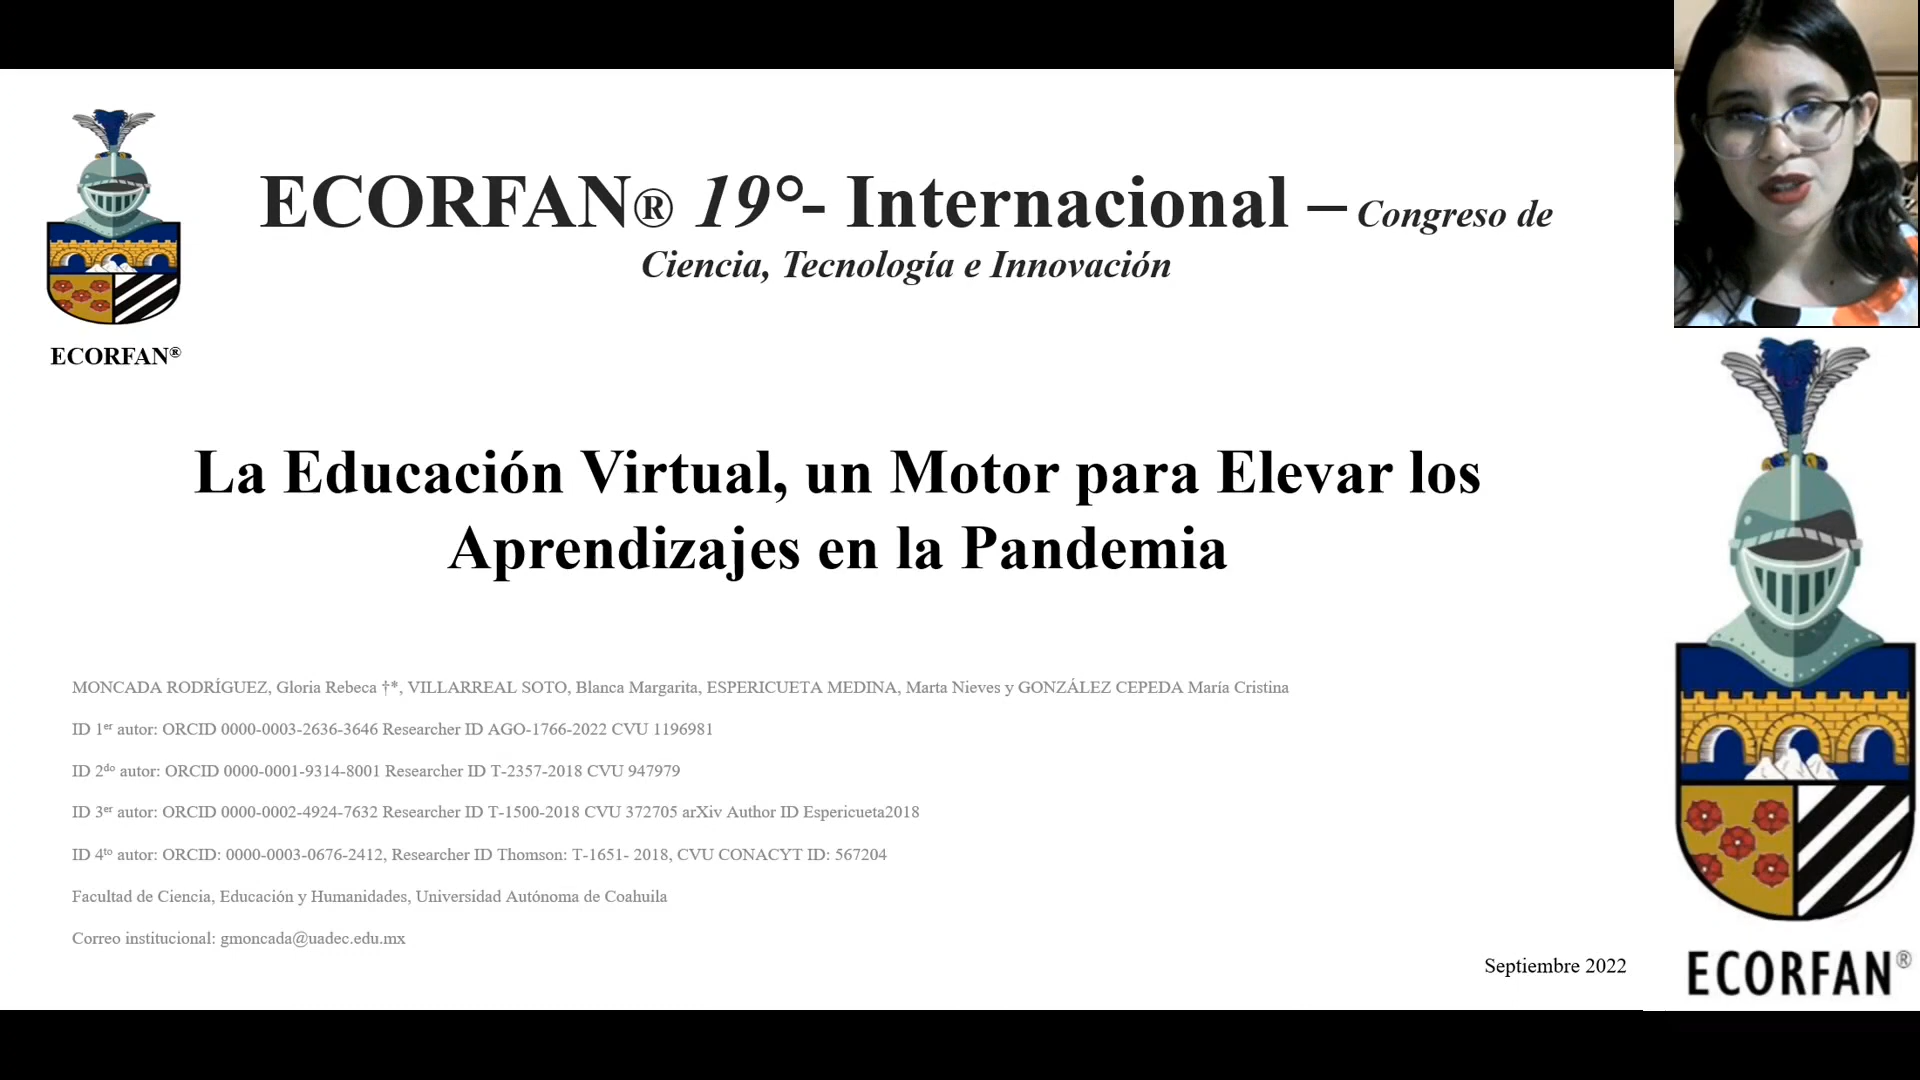 ECORFAN® 19°- Internacional – Congreso de
Ciencia, Tecnología e Innovación
ECORFAN®
La Educación Virtual, un Motor para Elevar los
Aprendizajes en la Pandemia
MONCADA RODRÍGUEZ, Gloria Rebeca †*, VILLARREAL SOTO, Blanca Margarita, ESPERICUETA MEDINA, Marta Nieves y GONZÁLEZ CEPEDA María Cristina
ID 1er autor: ORCID 0000-0003-2636-3646 Researcher ID AGO-1766-2022 CVU 1196981
ID 2do autor: ORCID 0000-0001-9314-8001 Researcher ID T-2357-2018 CVU 947979
ID 3er autor: ORCID 0000-0002-4924-7632 Researcher ID T-1500-2018 CVU 372705 arXiv Author ID Espericueta2018
ID 4to autor: ORCID: 0000-0003-0676-2412, Researcher ID Thomson: T-1651- 2018, CVU CONACYT ID: 567204
Facultad de Ciencia, Educación y Humanidades, Universidad Autónoma de Coahuila
Correo institucional: gmoncada@uadec.edu.mx
Septiembre 2022
ECORFAN®